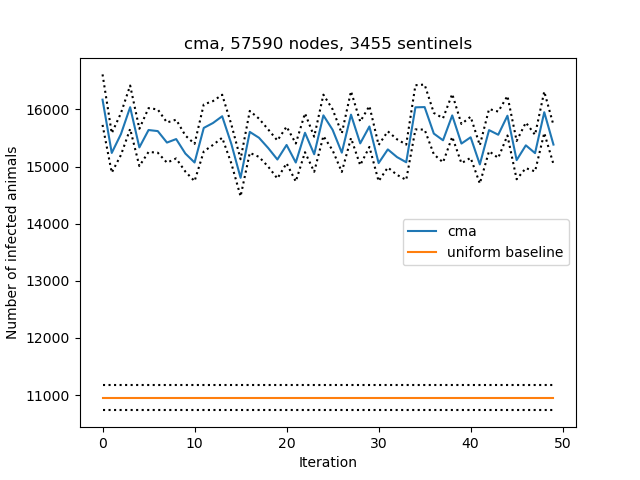 cma, 57590 nodes, 3455 sentinels
Number of infected animals
16000
15000
14000
13000
12000
11000
cma
uniform baseline
0
10
20
30
40
50
Iteration